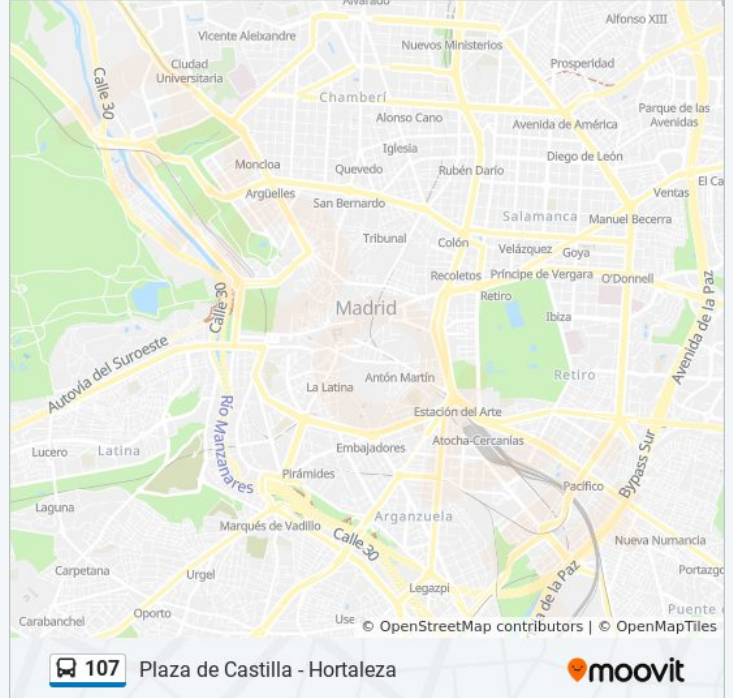 Alvarado
Alfonso XIII
Vicente Aleixandre
Nuevos Ministerios
Ciudad
Universitaria
Prosperidad
Calle 30
Chamberí
Parque de las
Avenidas
Alonso Cano
Avenida de América
Iglesia
Diego de León
Moncloa
Quevedo
Rubén Darío
El Ca
Argüelles
Ventas
San Bernardo
Salamanca
Manuel Becerra
Tribunal
Colón
Velázquez
Goya
Recoletos
Príncipe de Vergara
O'Donnell
Calle 30
Retiro
Madrid
Ibiza
Avenida de la Paz
Autovía del Suroeste
Antón Martín
Retiro
La Latina
Estación del Arte
Río Manzanares
Atocha-Cercanías
Lucero
Latina
Embajadores
Bypass Sur
Pirámides
Pacífico
Laguna
Arganzuela
Marqués de Vadillo
Calle 30
Nueva Numancia
Carpetana
Urgel
Portazgo
Legazpi
a de la Paz
Oporto
Puente
Carabanchel
Use
© OpenStreetMap contributors | © OpenMapTiles
107 Plaza de Castilla - Hortaleza
moovit